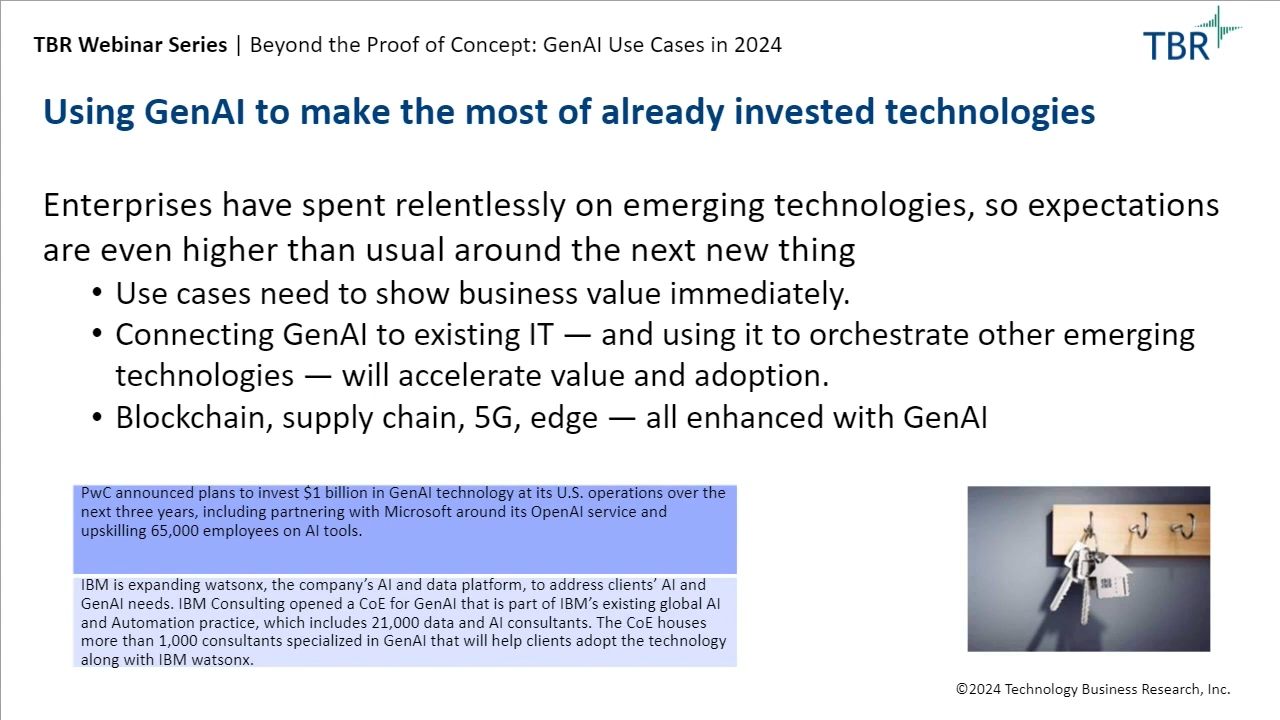 TBR Webinar Series | Beyond the Proof of Concept: GenAI Use Cases in 2024
TBR
Using GenAI to make the most of already invested technologies
Enterprises have spent relentlessly on emerging technologies, so expectations
are even higher than usual around the next new thing
• Use cases need to show business value immediately.
• Connecting GenAI to existing IT — and using it to orchestrate other emerging
technologies — will accelerate value and adoption.
• Blockchain, supply chain, 5G, edge — all enhanced with GenAI
PwC announced plans to invest $1 billion in GenAI technology at its U.S. operations over the
next three years, including partnering with Microsoft around its OpenAI service and
upskilling 65,000 employees on AI tools.
IBM is expanding watsonx, the company’s AI and data platform, to address clients’ AI and
GenAI needs. IBM Consulting opened a CoE for GenAI that is part of IBM’s existing global AI
and Automation practice, which includes 21,000 data and AI consultants. The CoE houses
more than 1,000 consultants specialized in GenAI that will help clients adopt the technology
along with IBM watsonx.
©2024 Technology Business Research, Inc.